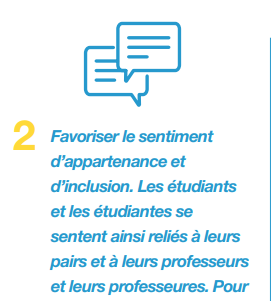 2 Favoriser le sentiment
d'appartenance et
d'inclusion. Les étudiants
et les étudiantes se
sentent ainsi reliés à leurs
pairs et à leurs professeurs
et leurs professeures. Pour